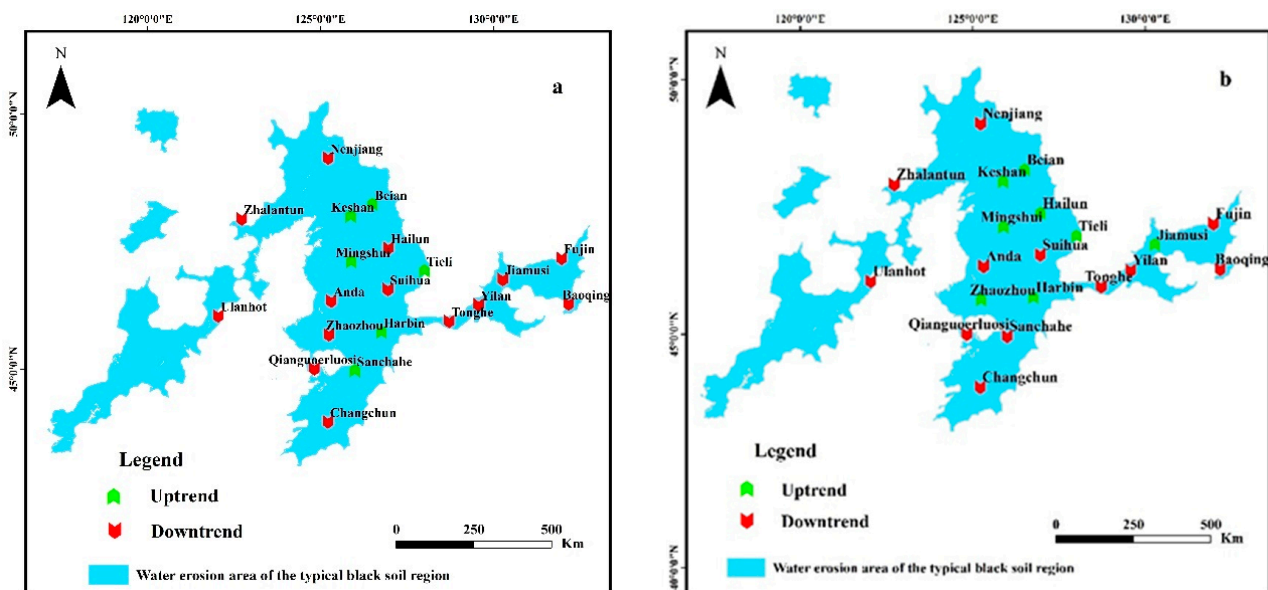 120°0'0"E 125°0'0"E 130°0'0"E
N
a
50°0'0"N
45°0'0"N
Nenjiang
Beian
Keshan
Zhalantun
Hailun
Mingshui
Tieli
Fujin
Jiamusi
Suihua
Anda
Yilan
Baoqing
Ulanhot
Tonghe
Zhaozhou
Harbin
Qianguoerluosi
Sanchahe
Changchun
Legend
Uptrend
Downtrend
0 250 500
Km
Water erosion area of the typical black soil region
120°0'0"E 125°0'0"E 130°0'0"E
N
b
50°0'0"N
45°0'0"N
40°0'0"N
Nenjiang
Beian
Keshan
Zhalantun
Hailun
Mingshui
Tieli
Fujin
Jiamusi
Suihua
Anda
Yilan
Baoqing
Ulanhot
Tonghe
Zhaozhou
Harbin
Qianguoerluosi
Sanchahe
Changchun
Legend
Uptrend
Downtrend
0 250 500
Km
Water erosion area of the typical black soil region